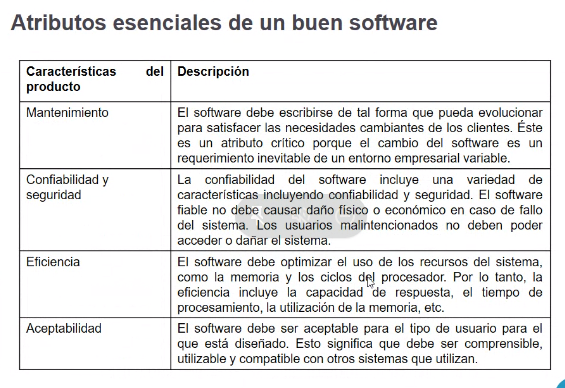 Atributos esenciales de un buen software
Características del
producto
Descripción
Mantenimiento
El software debe escribirse de tal forma que pueda evolucionar
para satisfacer las necesidades cambiantes de los clientes. Éste
es un atributo crítico porque el cambio del software es un
requerimiento inevitable de un entorno empresarial variable.
Confiabilidad y
seguridad
La confiabilidad del software incluye una variedad de
características incluyendo confiabilidad y seguridad. El software
fiable no debe causar daño físico o económico en caso de fallo
del sistema. Los usuarios malintencionados no deben poder
acceder o dañar el sistema.
Eficiencia
El software debe optimizar el uso de los recursos del sistema,
como la memoria y los ciclos del procesador. Por lo tanto, la
eficiencia incluye la capacidad de respuesta, el tiempo de
procesamiento, la utilización de la memoria, etc.
Aceptabilidad
El software debe ser aceptable para el tipo de usuario para el
que está diseñado. Esto significa que debe ser comprensible,
utilizable y compatible con otros sistemas que utilizan.